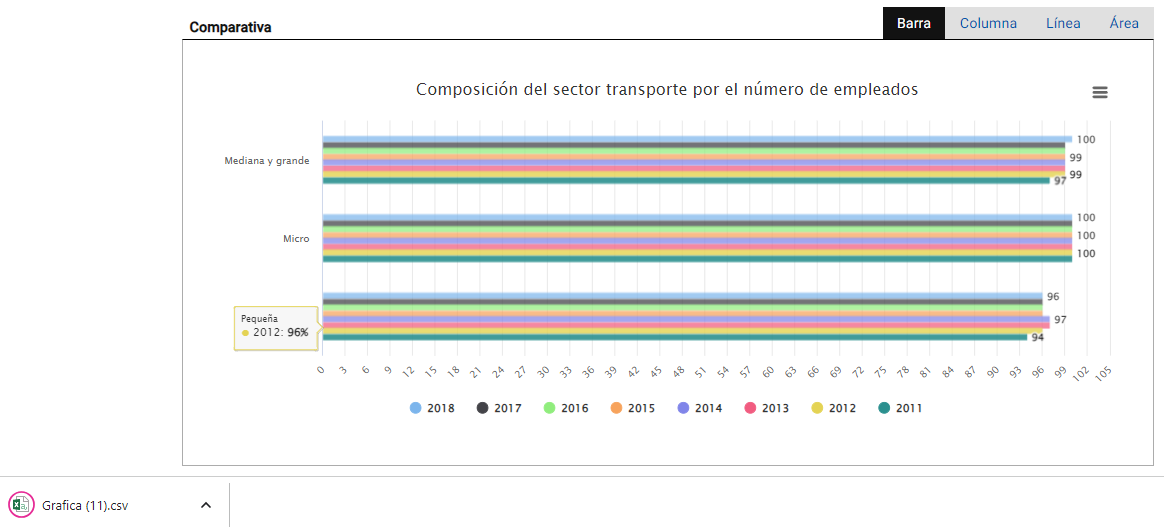 Comparativa
Barra Columna Línea Área
Composición del sector transporte por el número de empleados
Mediana y grande
100
99
99
97
Micro
100
100
100
Pequeña
2012: 96%
96
97
94
0 3 6 9 12 15 18 21 24 27 30 33 36 39 42 45 48 51 54 57 60 63 66 69 72 75 78 81 84 87 90 93 96 99 102 105
2018 2017 2016 2015 2014 2013 2012 2011
Grafica (11).csv